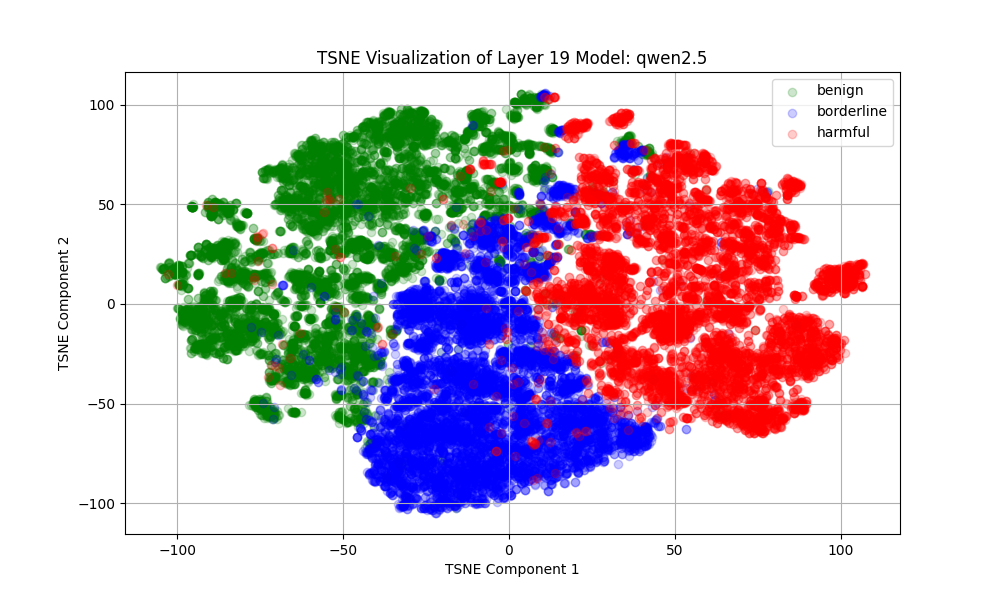 TSNE Visualization of Layer 19 Model: qwen2.5
benign
borderline
harmful
TSNE Component 2
100
50
0
−50
−100
−100
−50
0
50
100
TSNE Component 1